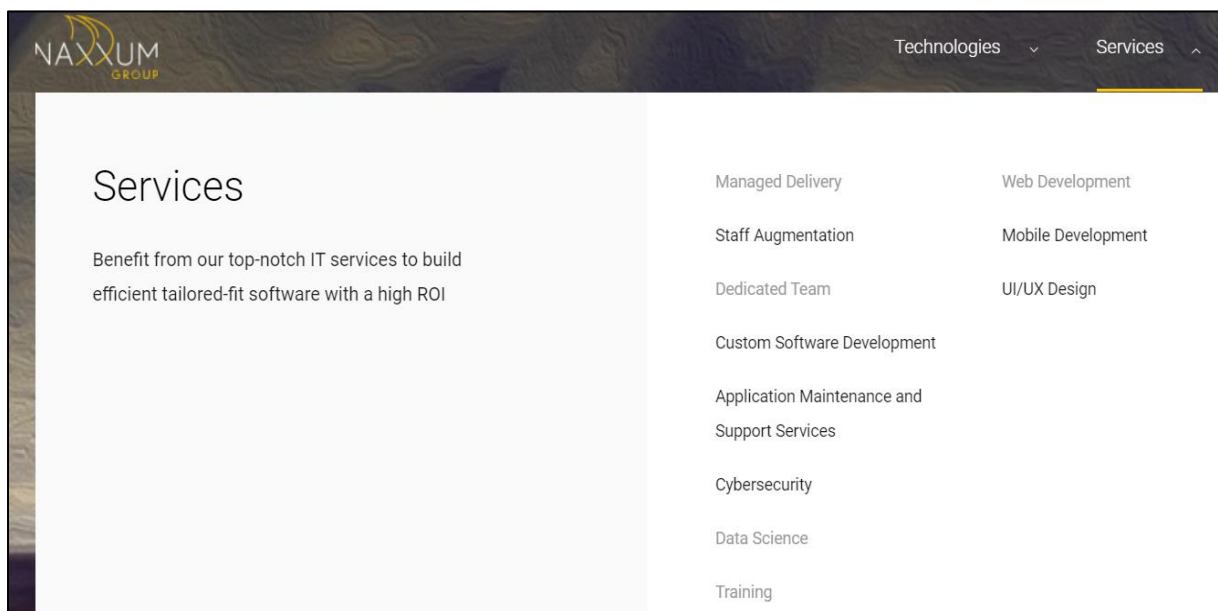 NAXXUM
GROUP
Technologies
Services
Services
Benefit from our top-notch IT services to build
efficient tailored-fit software with a high ROI
Managed Delivery
Staff Augmentation
Dedicated Team
Custom Software Development
Application Maintenance and
Support Services
Cybersecurity
Data Science
Training
Web Development
Mobile Development
UI/UX Design